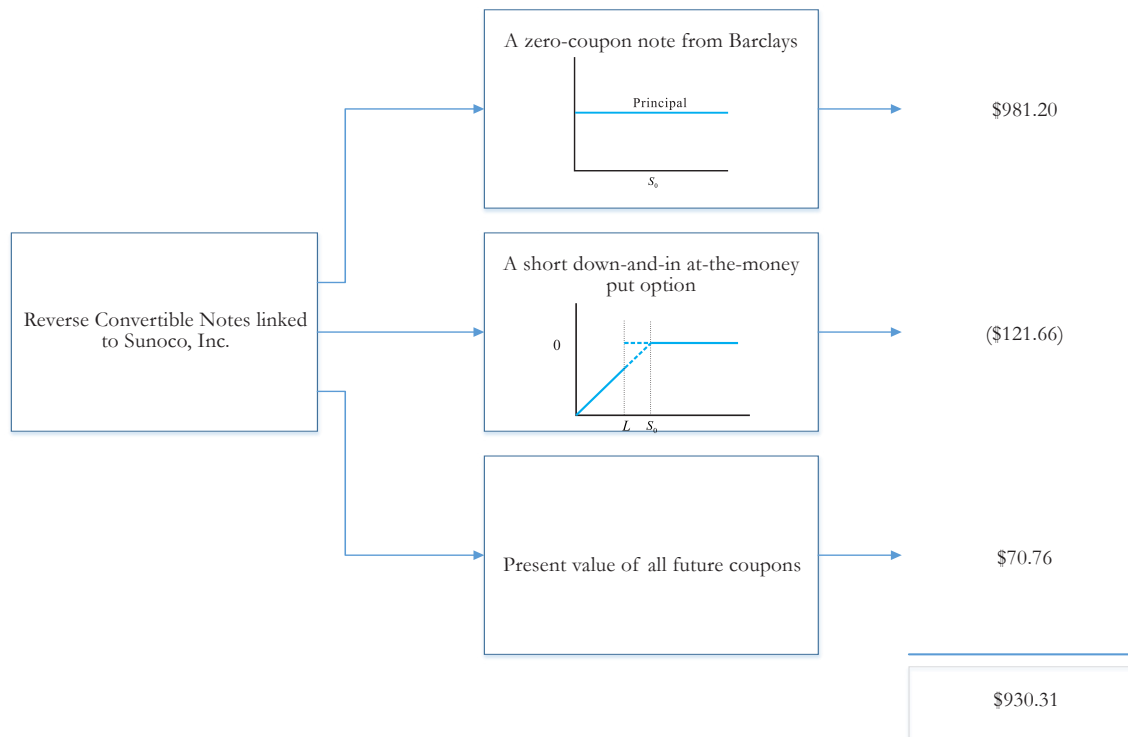 A zero-coupon note from Barclays
Principal
S₀
$981.20
Reverse Convertible Notes linked
to Sunoco, Inc.
A short down-and-in at-the-money
put option
0
L S₀
($121.66)
Present value of all future coupons
$70.76
$930.31